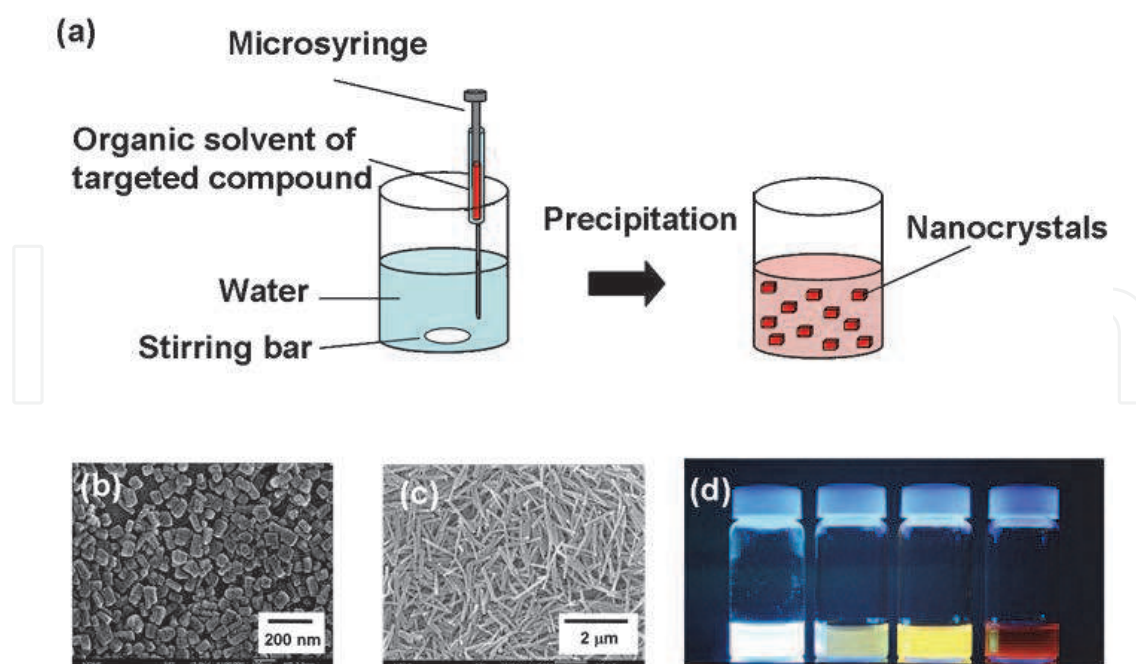 (a)
Microsyringe
Organic solvent of
targeted compound
Water
Stirring bar
Precipitation
Nanocrystals
(b)
200 nm
(c)
2 μm
(d)